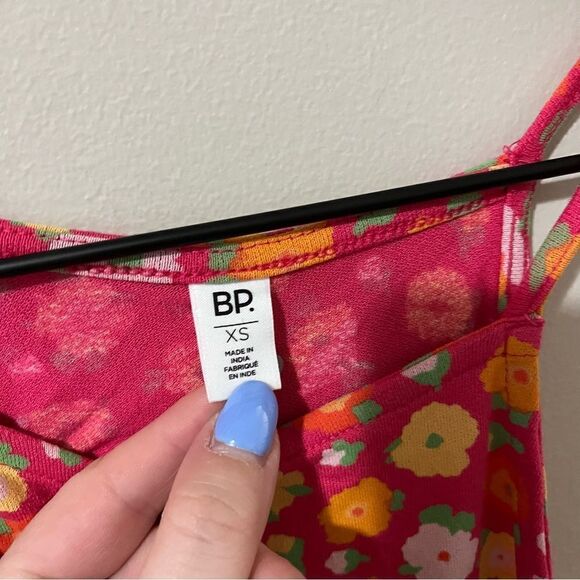 BP.
XS
MADE IN
INDIA
FABRIQUÉ
EN INDE